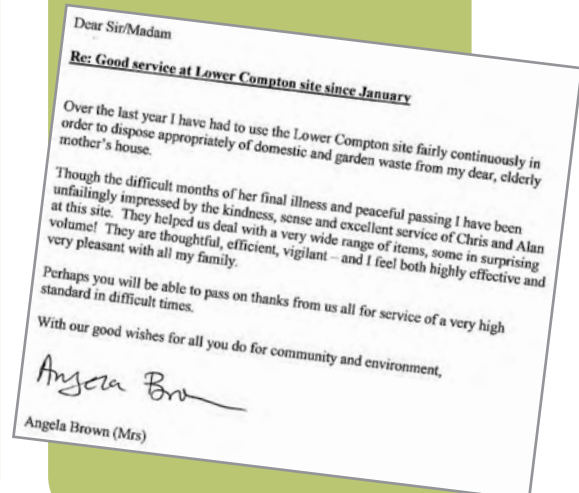 Dear Sir/Madam
Re: Good service at Lower Compton site since January
Over the last year I have had to use the Lower Compton site fairly continuously in
order to dispose appropriately of domestic and garden waste from my dear, elderly
mother's house.
Though the difficult months of her final illness and peaceful passing I have been
unfailingly impressed by the kindness, sense and excellent service of Chris and Alan
at this site. They helped us deal with a very wide range of items, some in surprising
volume! They are thoughtful, efficient, vigilant – and I feel both highly effective and
very pleasant with all my family.
Perhaps you will be able to pass on thanks from us all for service of a very high
standard in difficult times.
With our good wishes for all you do for community and environment,
Angela Brown
Angela Brown (Mrs)